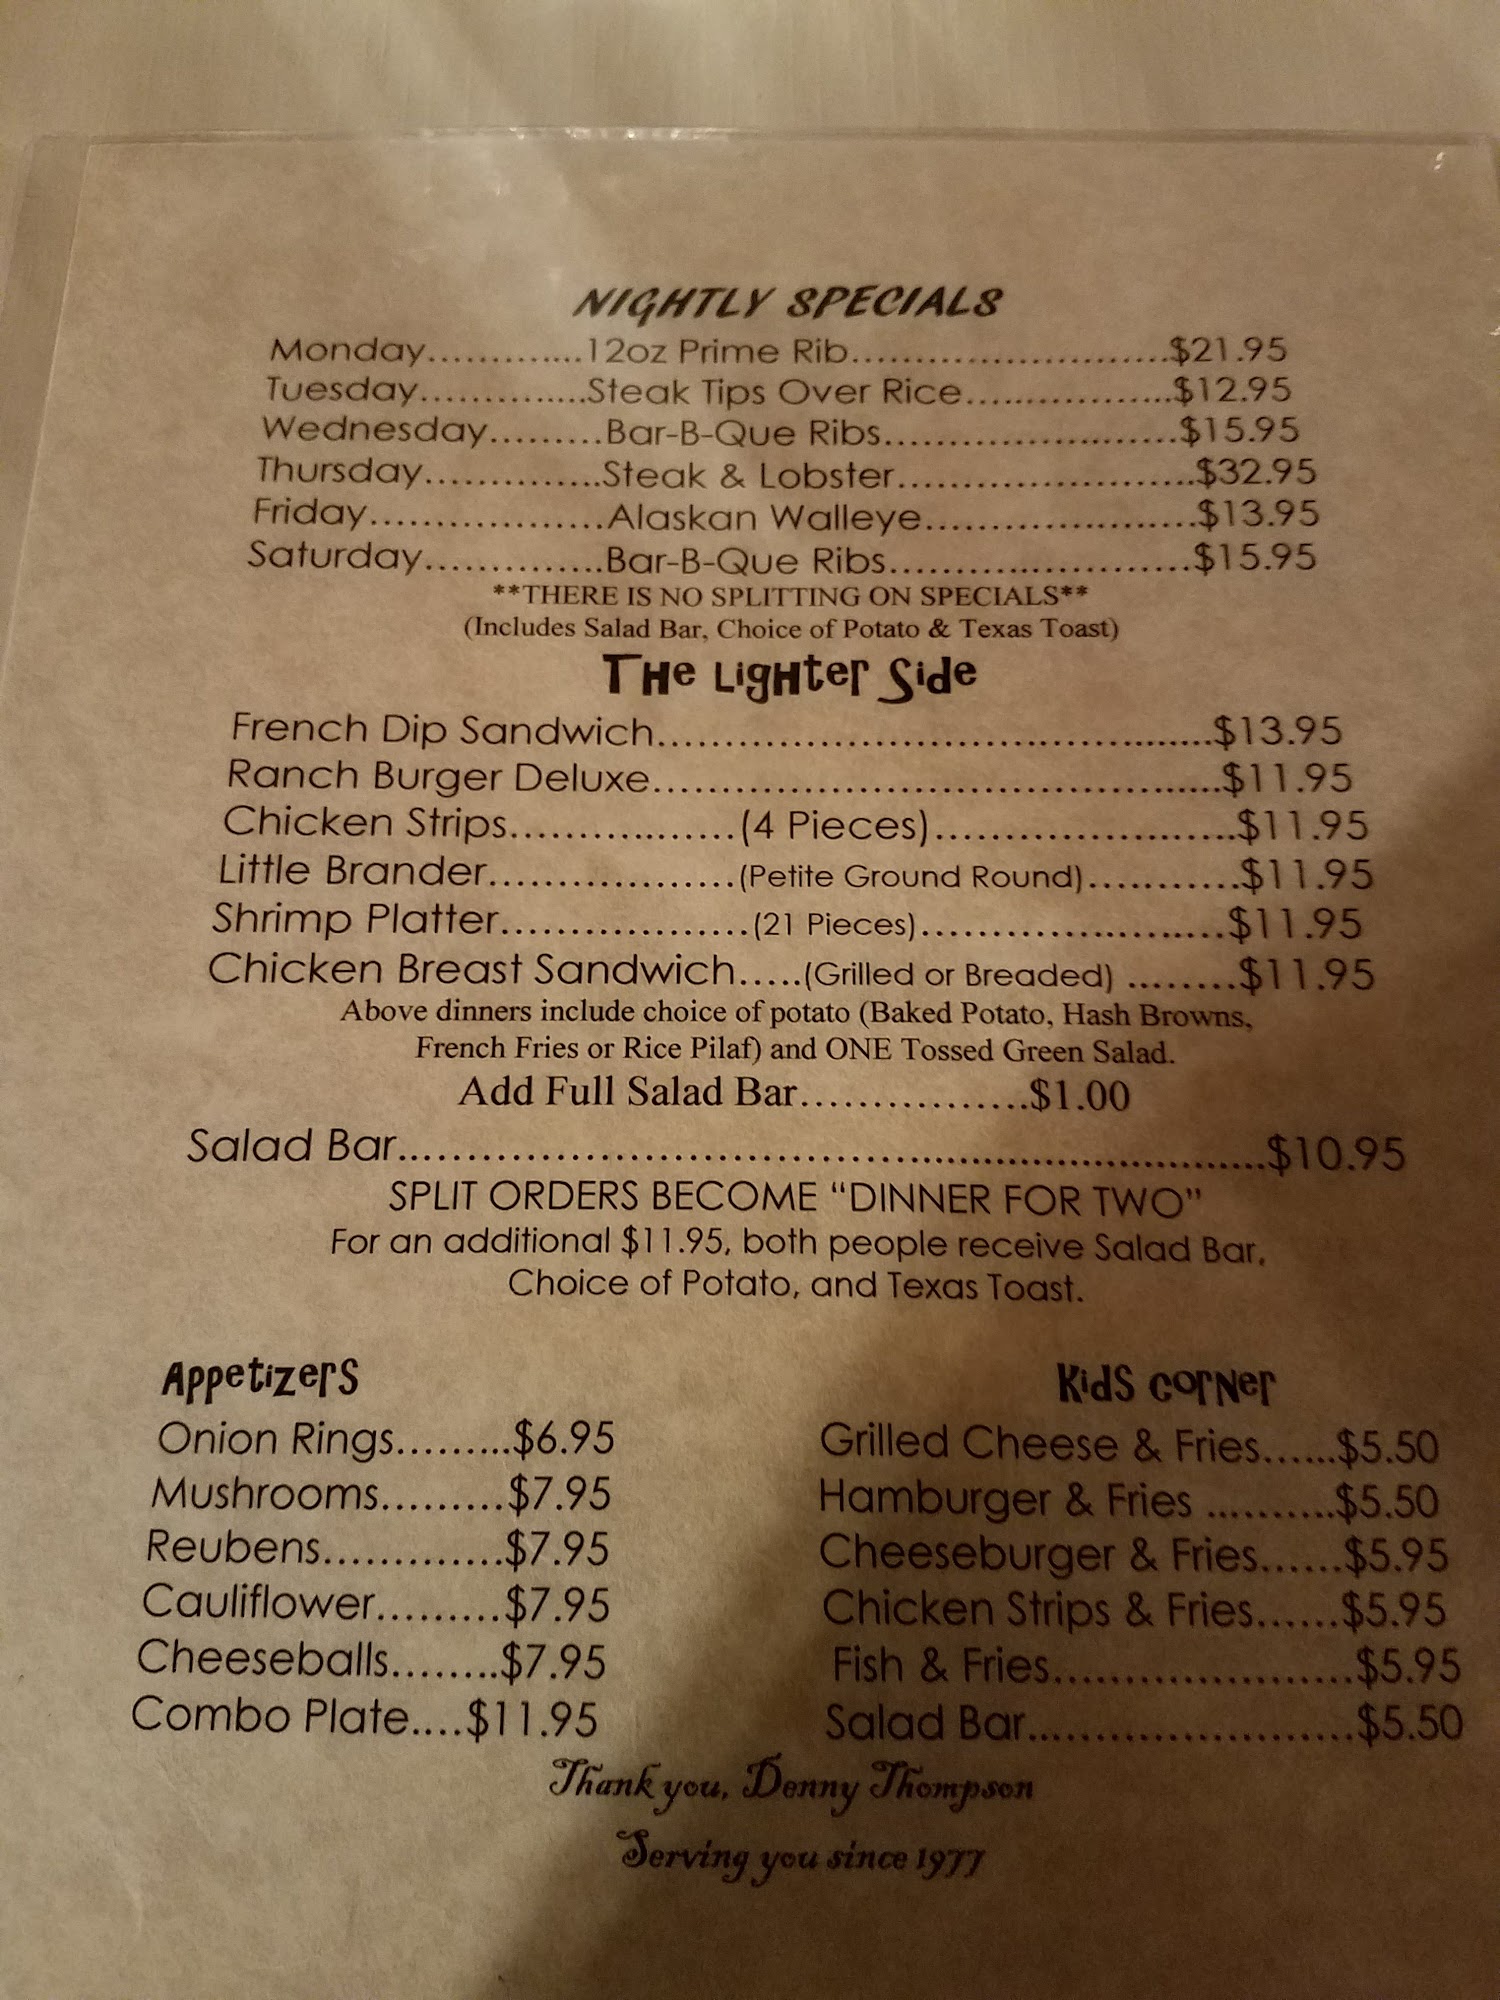 NIGHTLY SPECIALS
Monday.............12oz Prime Rib........................$21.95
Tuesday.............Steak Tips Over Rice................$12.95
Wednesday.........Bar-B-Que Ribs......................$15.95
Thursday..............Steak & Lobster.......................$32.95
Friday..................Alaskan Walleye.....................$13.95
Saturday..............Bar-B-Que Ribs.......................$15.95
**THERE IS NO SPLITTING ON SPECIALS**
(Includes Salad Bar, Choice of Potato & Texas Toast)
The Lighter Side
French Dip Sandwich..........................................$13.95
Ranch Burger Deluxe...........................................$11.95
Chicken Strips.................(4 Pieces).......................$11.95
Little Brander...................(Petite Ground Round)............$11.95
Shrimp Platter...................(21 Pieces).......................$11.95
Chicken Breast Sandwich.....(Grilled or Breaded) ........$11.95
Above dinners include choice of potato (Baked Potato, Hash Browns,
French Fries or Rice Pilaf) and ONE Tossed Green Salad.
Add Full Salad Bar.................$1.00
Salad Bar.................................................................$10.95
SPLIT ORDERS BECOME “DINNER FOR TWO”
For an additional $11.95, both people receive Salad Bar,
Choice of Potato, and Texas Toast.
Appetizers
Onion Rings.........$6.95
Mushrooms.........$7.95
Reubens.............$7.95
Cauliflower.........$7.95
Cheeseballs........$7.95
Combo Plate....$11.95
Kids Corner
Grilled Cheese & Fries......$5.50
Hamburger & Fries ..........$5.50
Cheeseburger & Fries......$5.95
Chicken Strips & Fries......$5.95
Fish & Fries......................$5.95
Salad Bar........................$5.50
Thank you, Denny Thompson
Serving you since 1977